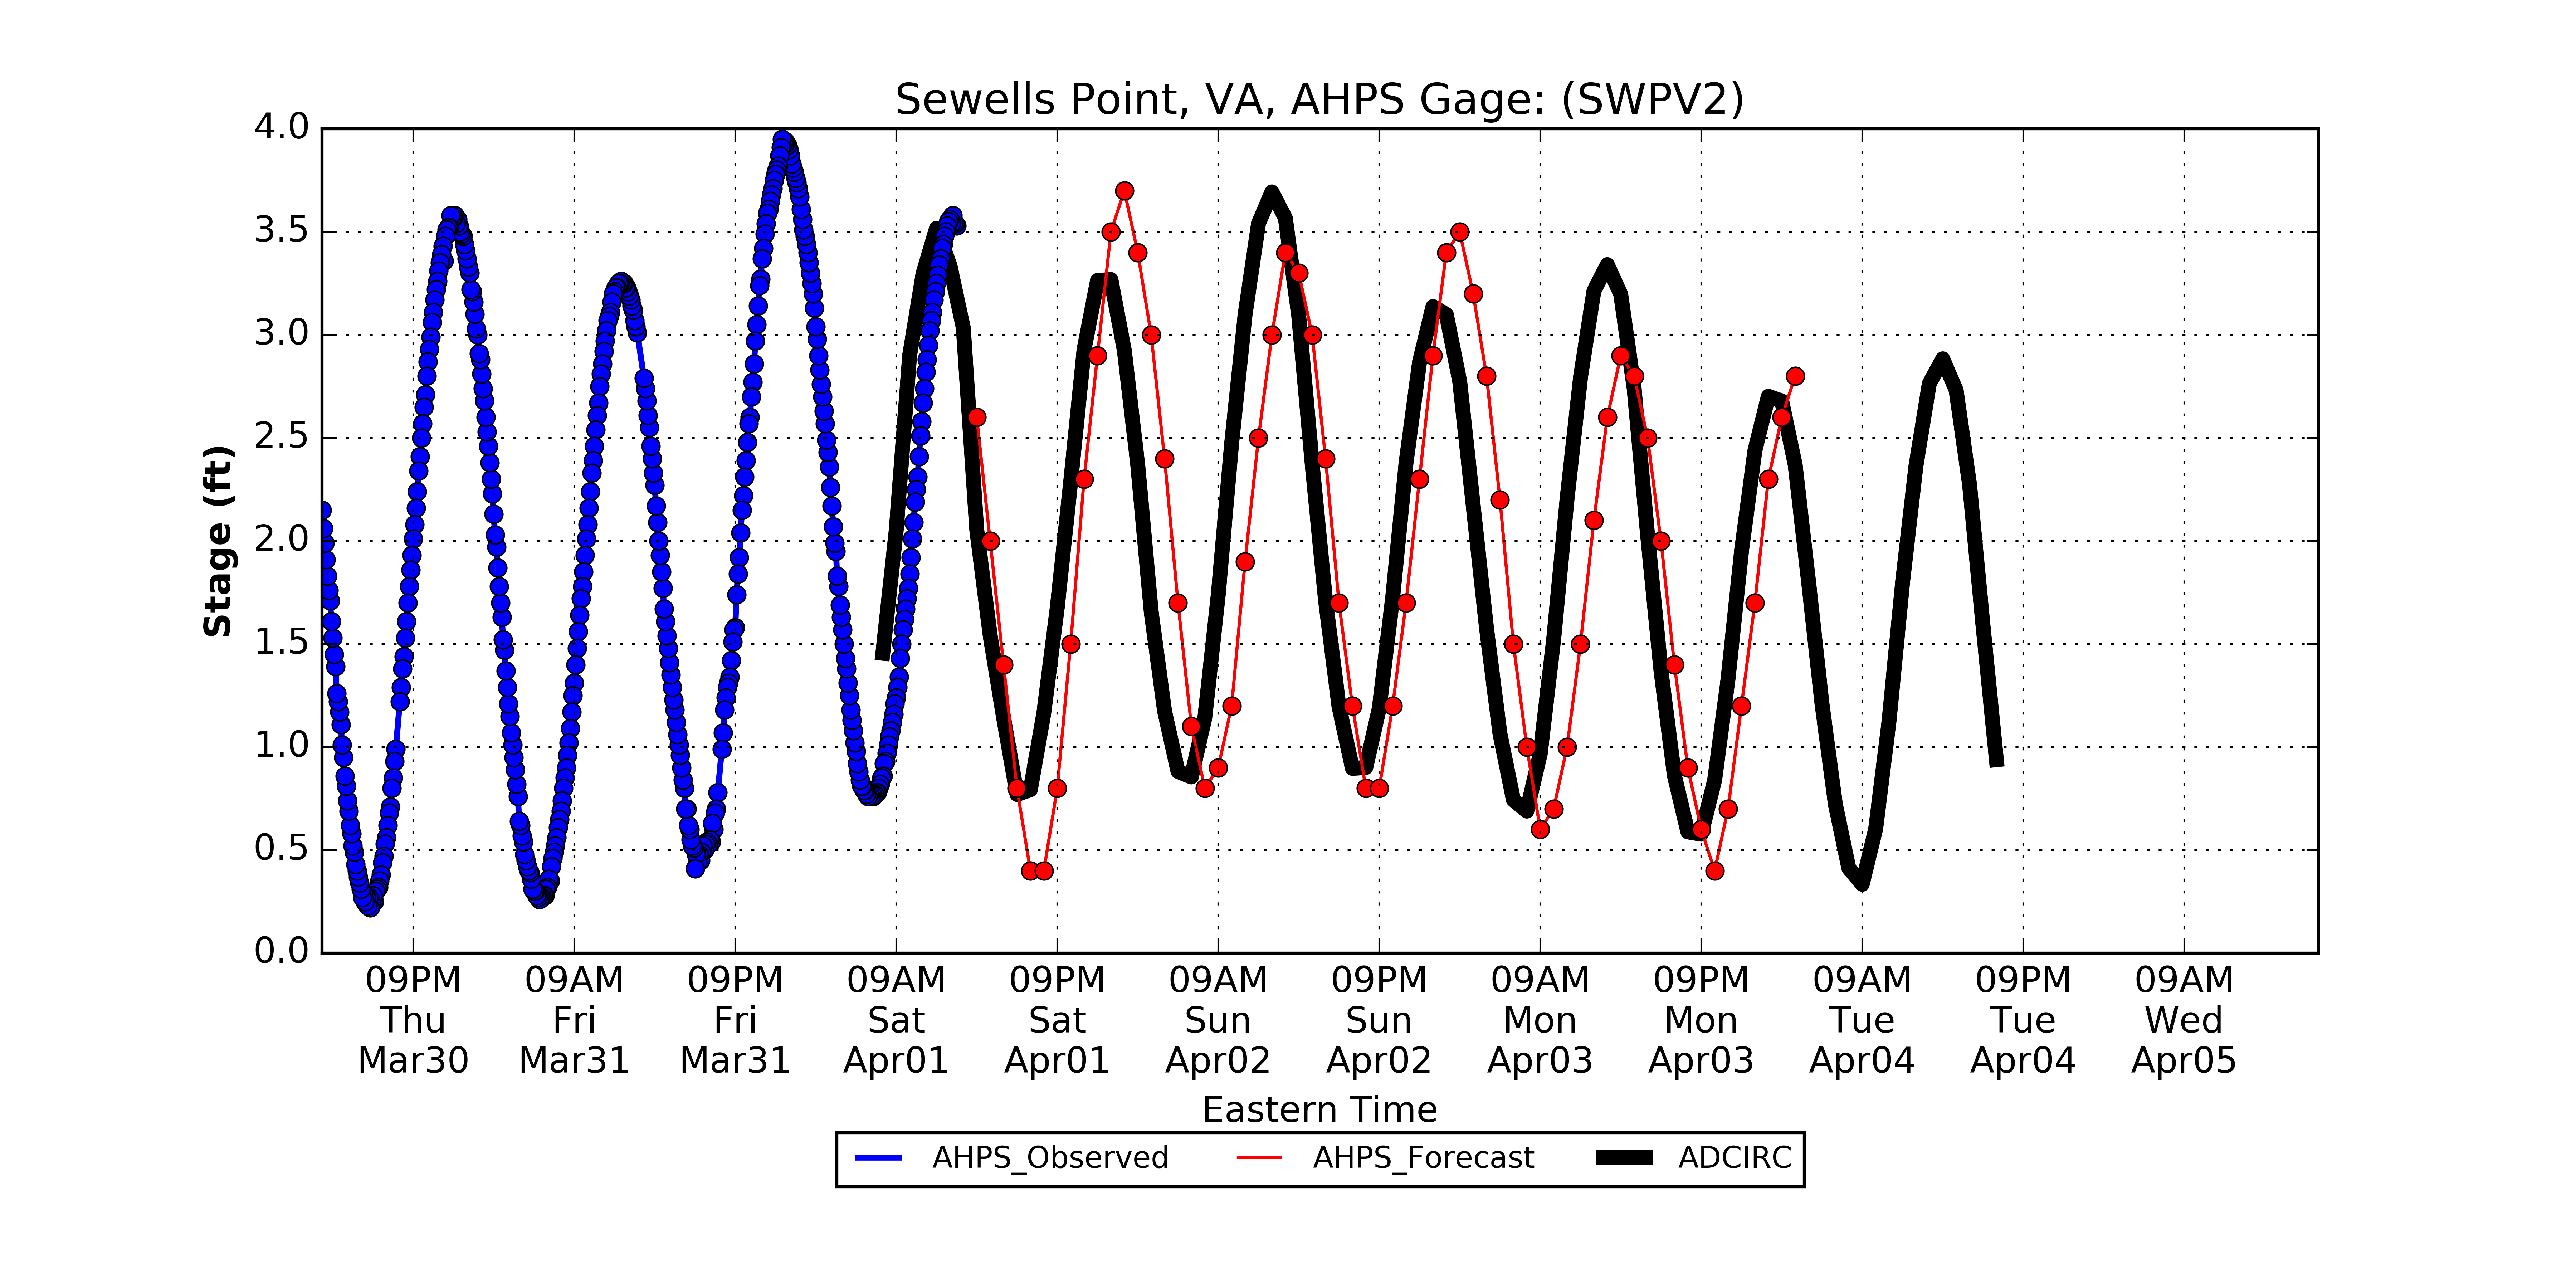 Sewells Point, VA, AHPS Gage: (SWPV2)
Stage (ft)
4.0
3.5
3.0
2.5
2.0
1.5
1.0
0.5
0.0
09PM 09AM 09PM 09AM 09PM 09AM 09PM 09AM 09PM 09AM 09PM 09AM
Thu Fri Fri Sat Sat Sun Sun Mon Mon Tue Tue Wed
Mar30 Mar31 Mar31 Apr01 Apr01 Apr02 Apr02 Apr03 Apr03 Apr04 Apr04 Apr05
Eastern Time
AHPS_Observed AHPS_Forecast ADCIRC